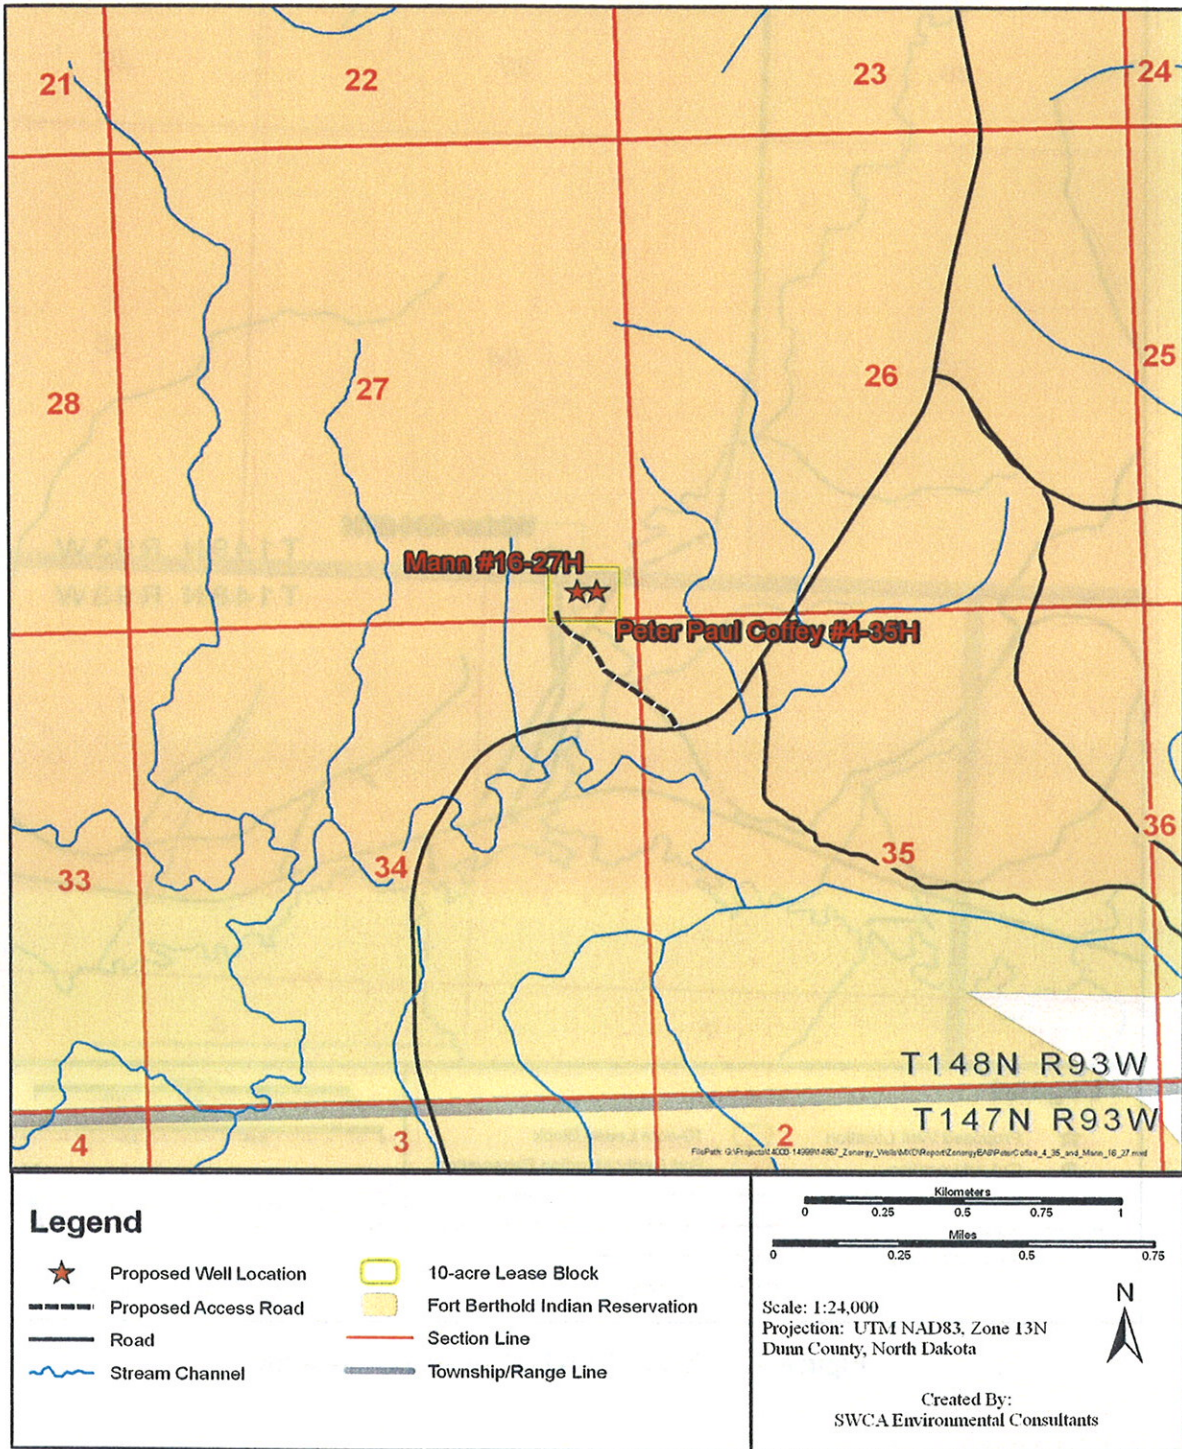 21
22
23
24
25
26
27
28
Mann #16-27H
Peter Paul Coffey #4-35H
33
34
35
36
T148N R93W
T147N R93W
4
3
2
Legend
Proposed Well Location
Proposed Access Road
Road
Stream Channel
10-acre Lease Block
Fort Berthold Indian Reservation
Section Line
Township/Range Line
Kilometers
0 0.25 0.5 0.75 1
Miles
0 0.25 0.5 0.75
N
Scale: 1:24,000
Projection: UTM NAD83, Zone 13N
Dunn County, North Dakota
Created By:
SWCA Environmental Consultants